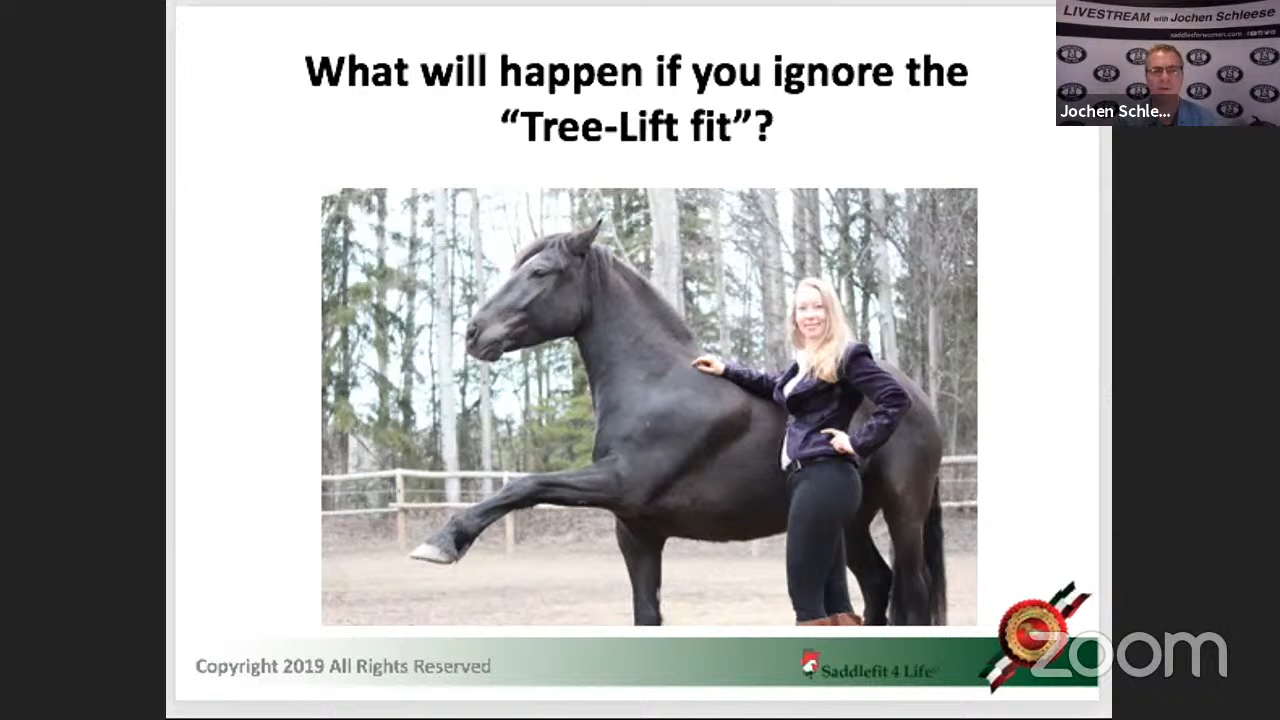 What will happen if you ignore the
“Tree-Lift fit”?
LIVESTREAM with Jochen Schleese
saddlesforwomen.com
Jochen Schle...
Copyright 2019 All Rights Reserved
Saddlefit 4 Life
zoom